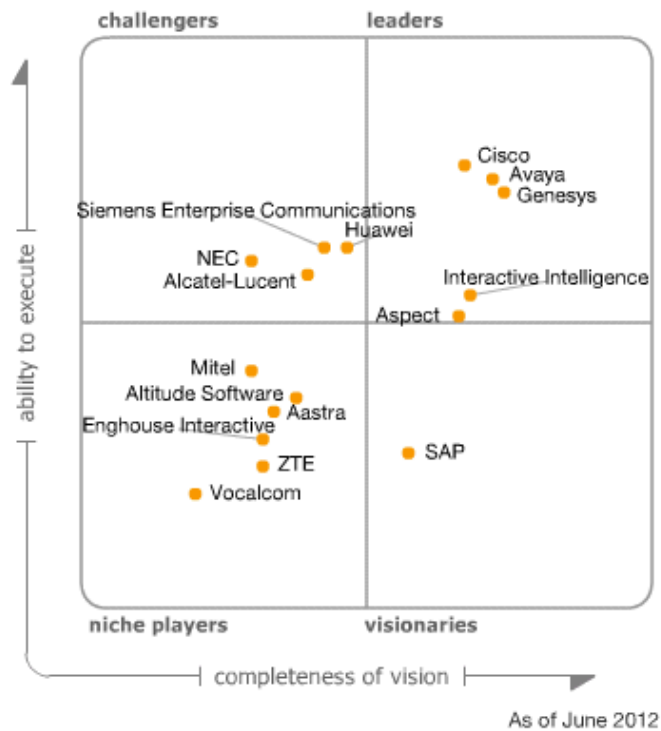 challengers
leaders
Cisco
Avaya
Genesys
Siemens Enterprise Communications
Huawei
NEC
Alcatel-Lucent
Interactive Intelligence
Aspect
ability to execute
Mitel
Altitude Software
Aastra
Enghouse Interactive
ZTE
SAP
Vocalcom
niche players
visionaries
completeness of vision
As of June 2012